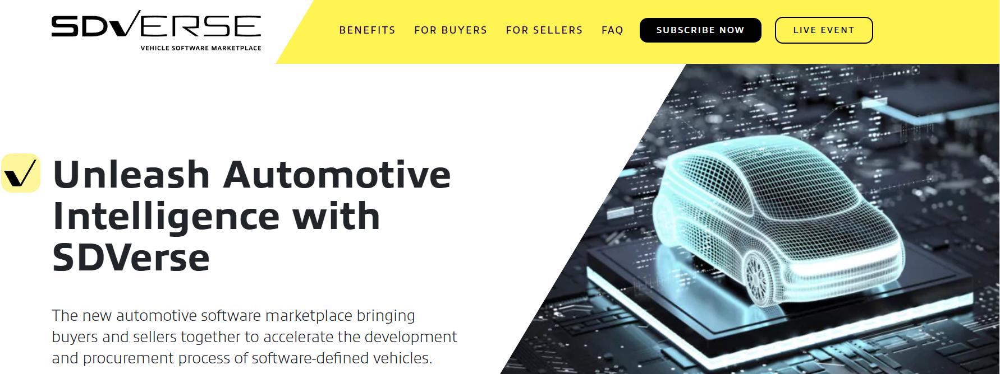 SDVERSE
VEHICLE SOFTWARE MARKETPLACE
BENEFITS
FOR BUYERS
FOR SELLERS
FAQ
SUBSCRIBE NOW
LIVE EVENT
Unleash Automotive
Intelligence with
SDVerse
The new automotive software marketplace bringing
buyers and sellers together to accelerate the development
and procurement process of software-defined vehicles.